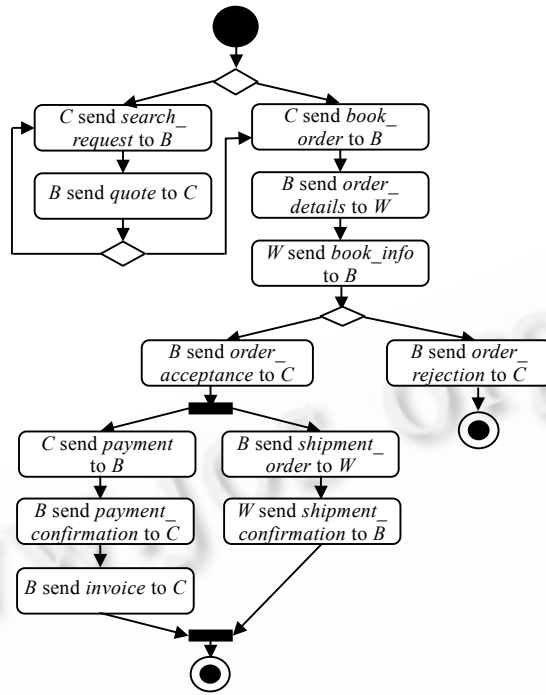 C send search_
request to B
C send book_
order to B
B send quote to C
B send order_
details to W
W send book_info
to B
B send order_
acceptance to C
B send order_
rejection to C
C send payment
to B
B send shipment_
order to W
B send payment_
confirmation to C
W send shipment_
confirmation to B
B send invoice to C